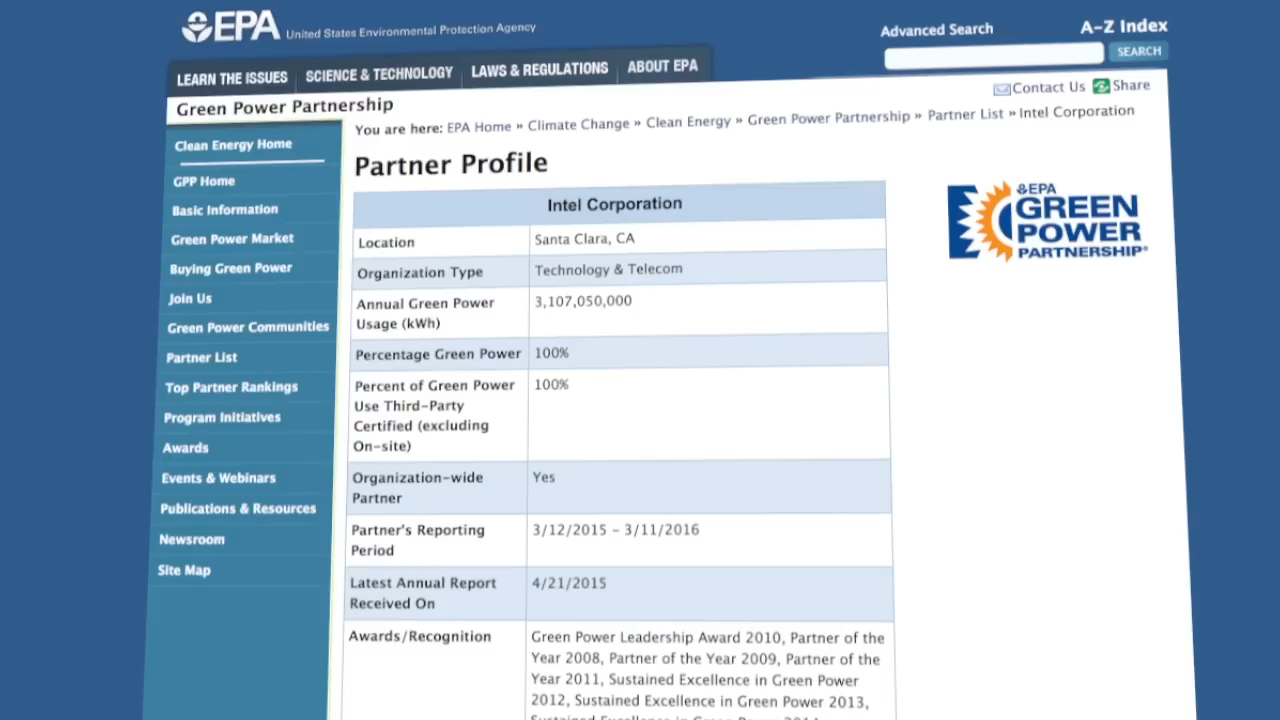 EPA United States Environmental Protection Agency
Advanced Search
A-Z Index
SEARCH
LEARN THE ISSUES SCIENCE & TECHNOLOGY LAWS & REGULATIONS ABOUT EPA
Contact Us Share
Green Power Partnership
You are here: EPA Home » Climate Change » Clean Energy » Green Power Partnership » Partner List » Intel Corporation
Clean Energy Home
GPP Home
Basic Information
Green Power Market
Buying Green Power
Join Us
Green Power Communities
Partner List
Top Partner Rankings
Program Initiatives
Awards
Events & Webinars
Publications & Resources
Newsroom
Site Map
Partner Profile
Intel Corporation
Location Santa Clara, CA
Organization Type Technology & Telecom
Annual Green Power 3,107,050,000
Usage (kWh)
Percentage Green Power 100%
Percent of Green Power 100%
Use Third-Party
Certified (excluding
On-site)
Organization-wide Yes
Partner
Partner's Reporting 3/12/2015 - 3/11/2016
Period
Latest Annual Report 4/21/2015
Received On
Awards/Recognition Green Power Leadership Award 2010, Partner of the
Year 2008, Partner of the Year 2009, Partner of the
Year 2011, Sustained Excellence in Green Power
2012, Sustained Excellence in Green Power 2013,
Sustained Excellence in Green Power 2014,
EPA
GREEN
POWER
PARTNERSHIP®